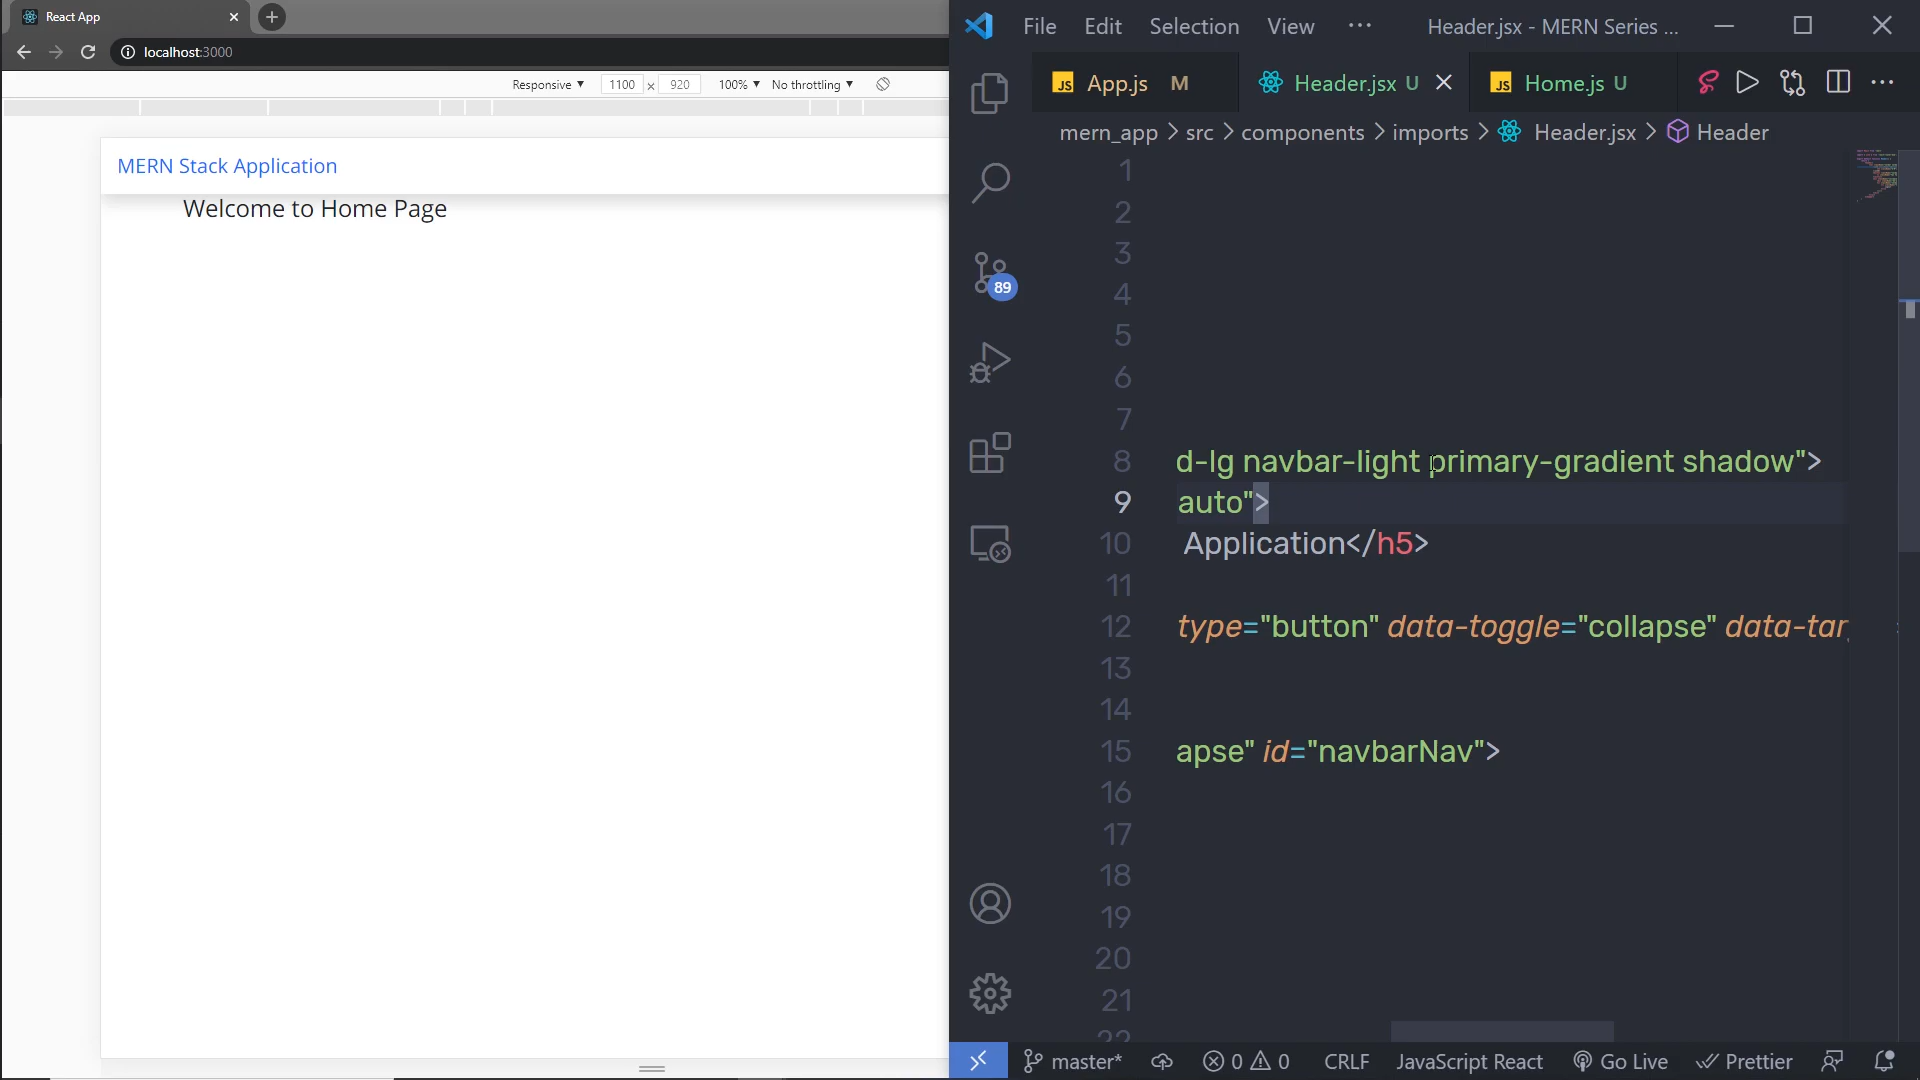 React App
localhost:3000
Responsive 1100 x 920 100% No throttling
MERN Stack Application
Welcome to Home Page
File Edit Selection View ··· Header.jsx - MERN Series ...
JS App.js M Header.jsx U JS Home.js U
mern_app > src > components > imports > Header.jsx > Header
1
2
3
4
5
6
7
8 d-lg navbar-light primary-gradient shadow">
9 auto">
10 Application</h5>
11
12 type="button" data-toggle="collapse" data-tar
13
14
15 apse" id="navbarNav">
16
17
18
19
20
21
22
89
master* 0 0 CRLF JavaScript React Go Live Prettier